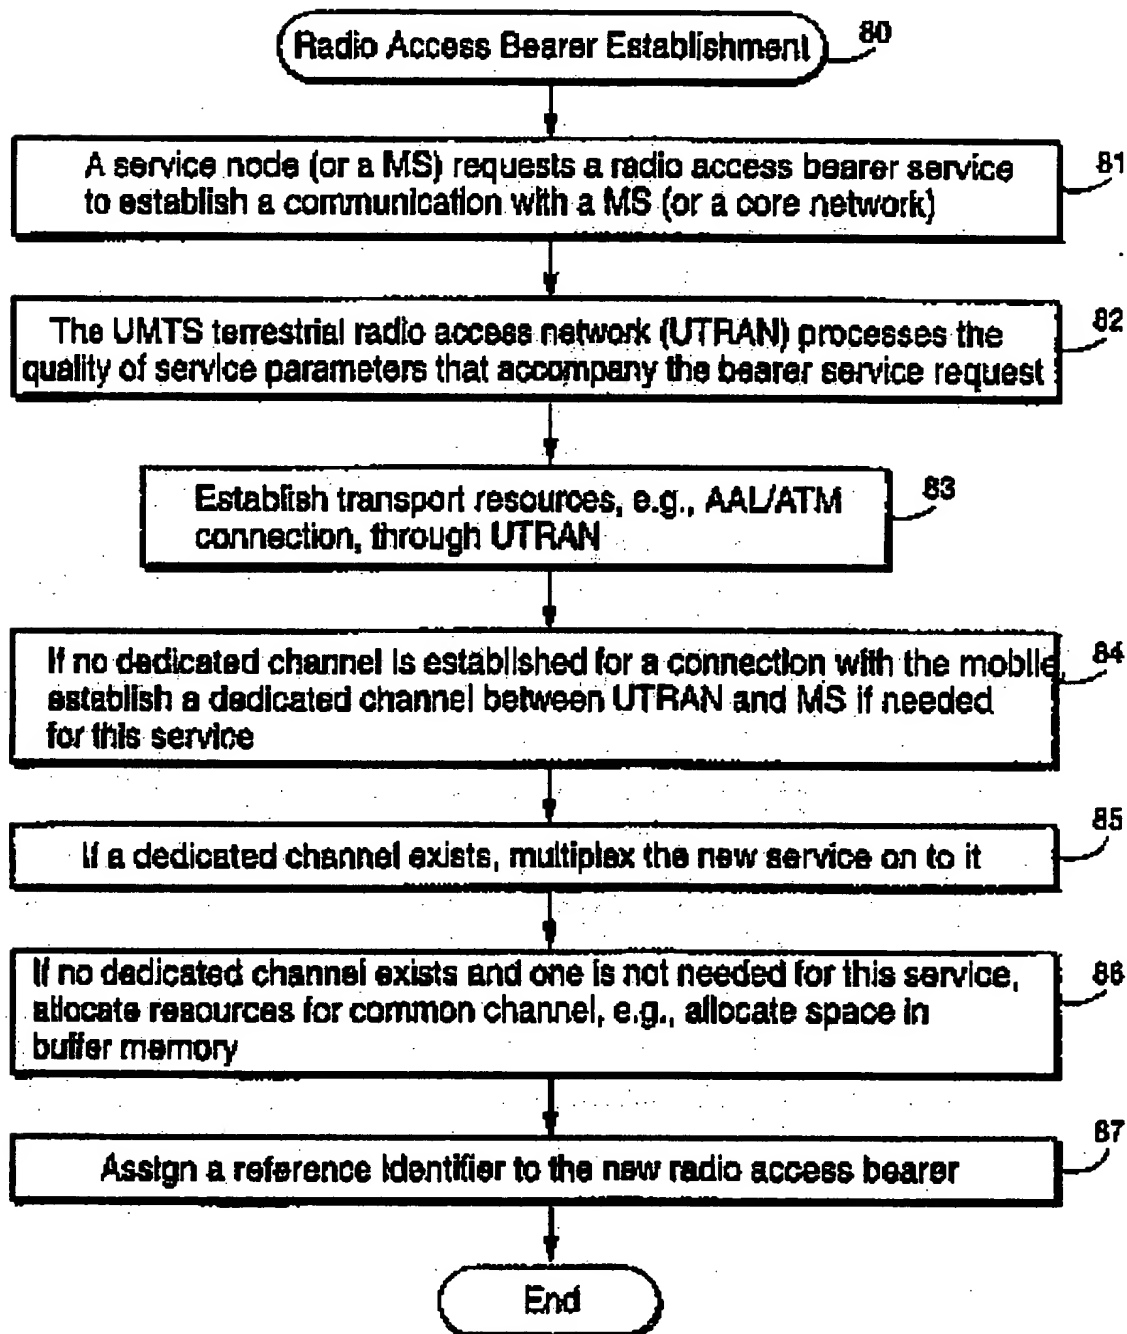 Radio Access Bearer Establishment
80
A service node (or a MS) requests a radio access bearer service
to establish a communication with a MS (or a core network)
81
The UMTS terrestrial radio access network (UTRAN) processes the
quality of service parameters that accompany the bearer service request
82
Establish transport resources, e.g., AAL/ATM
connection, through UTRAN
83
If no dedicated channel is established for a connection with the mobile
establish a dedicated channel between UTRAN and MS if needed
for this service
84
If a dedicated channel exists, multiplex the new service on to it
85
If no dedicated channel exists and one is not needed for this service,
allocate resources for common channel, e.g., allocate space in
buffer memory
86
Assign a reference identifier to the new radio access bearer
87
End